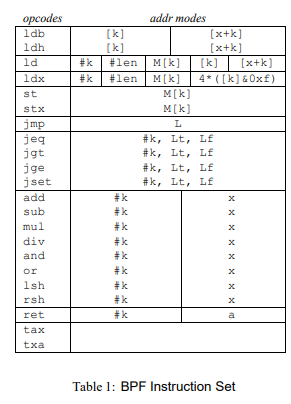 opcodes addr modes
ldb [k] [x+k]
ldh [k] [x+k]
ld #k #len M[k] [k] [x+k]
ldx #k #len M[k] 4*([k]&0xf)
st M[k]
stx M[k]
jmp L
jeq #k, Lt, Lf
jgt #k, Lt, Lf
jge #k, Lt, Lf
jset #k, Lt, Lf
add #k x
sub #k x
mul #k x
div #k x
and #k x
or #k x
lsh #k x
rsh #k x
ret #k a
tax
txa
Table 1: BPF Instruction Set